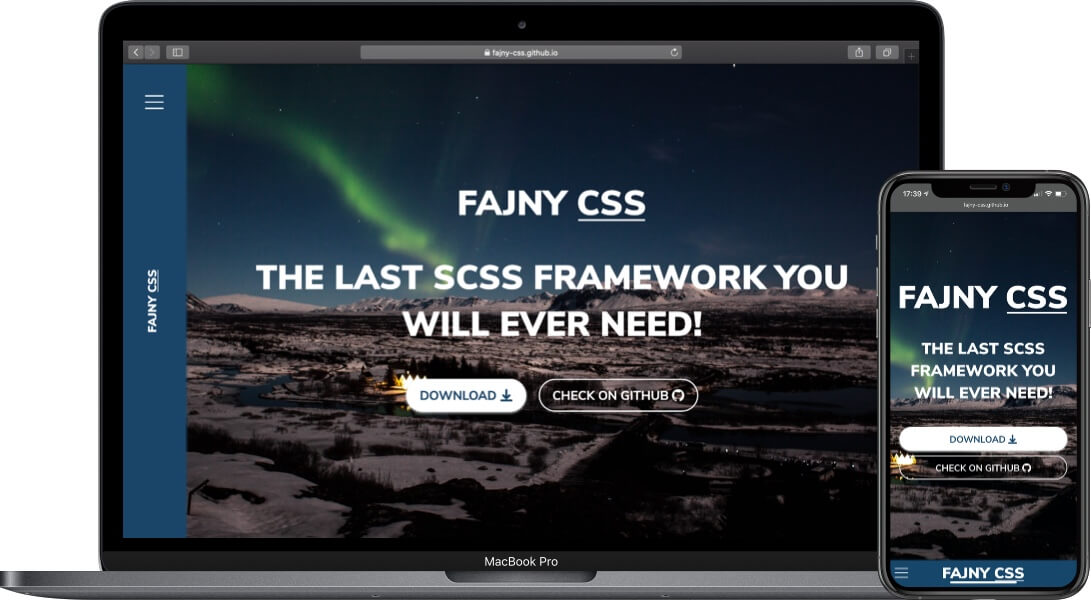 fajny-css.github.io
FAJNY CSS
FAJNY CSS
THE LAST SCSS FRAMEWORK YOU
WILL EVER NEED!
DOWNLOAD
CHECK ON GITHUB
MacBook Pro
17:39
fajny-css.github.io
FAJNY CSS
THE LAST SCSS
FRAMEWORK YOU
WILL EVER NEED!
DOWNLOAD
CHECK ON GITHUB
FAJNY CSS